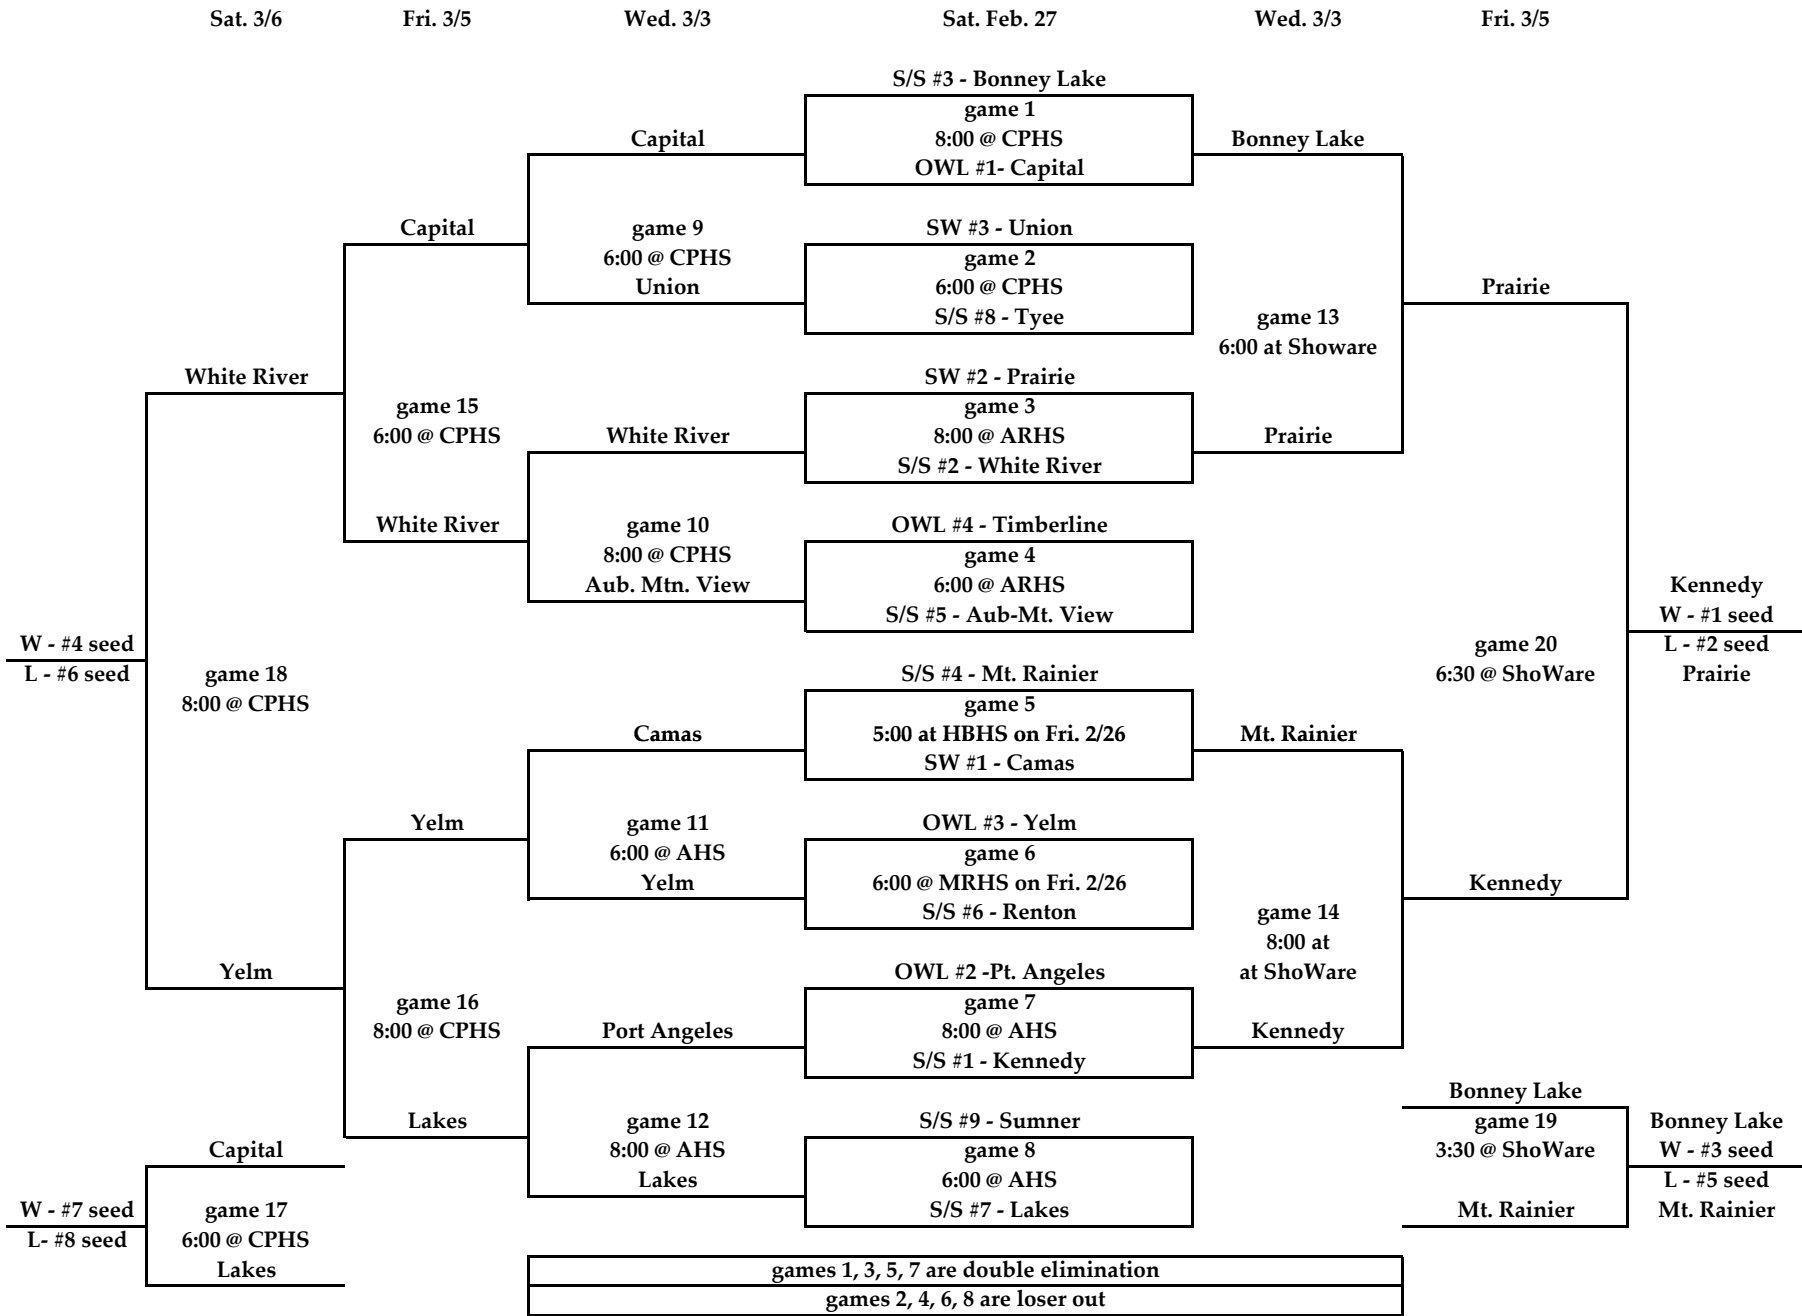 Sat. 3/6 Fri. 3/5 Wed. 3/3 Sat. Feb. 27 Wed. 3/3 Fri. 3/5
S/S #3 - Bonney Lake
game 1
Capital 8:00 @ CPHS Bonney Lake
OWL #1- Capital
Capital game 9 SW #3 - Union
6:00 @ CPHS game 2
Union 6:00 @ CPHS Prairie
S/S #8 - Tyee game 13
6:00 at Showare
White River SW #2 - Prairie
game 15 game 3
6:00 @ CPHS White River 8:00 @ ARHS Prairie
S/S #2 - White River
White River game 10 OWL #4 - Timberline
8:00 @ CPHS game 4
Aub. Mtn. View 6:00 @ ARHS Kennedy
S/S #5 - Aub-Mt. View W - #1 seed
W - #4 seed game 20 L - #2 seed
L - #6 seed game 18 S/S #4 - Mt. Rainier 6:30 @ ShoWare Prairie
8:00 @ CPHS game 5
Camas 5:00 at HBHS on Fri. 2/26 Mt. Rainier
SW #1 - Camas
Yelm game 11 OWL #3 - Yelm
6:00 @ AHS game 6
Yelm 6:00 @ MRHS on Fri. 2/26 Kennedy
S/S #6 - Renton game 14
8:00 at
Yelm OWL #2 -Pt. Angeles at ShoWare
game 16 game 7
8:00 @ CPHS Port Angeles 8:00 @ AHS Kennedy
S/S #1 - Kennedy
Bonney Lake
Lakes game 12 S/S #9 - Sumner game 19 Bonney Lake
Capital 8:00 @ AHS game 8 3:30 @ ShoWare W - #3 seed
Lakes 6:00 @ AHS L - #5 seed
W - #7 seed game 17 S/S #7 - Lakes Mt. Rainier Mt. Rainier
L- #8 seed 6:00 @ CPHS
Lakes games 1, 3, 5, 7 are double elimination
games 2, 4, 6, 8 are loser out